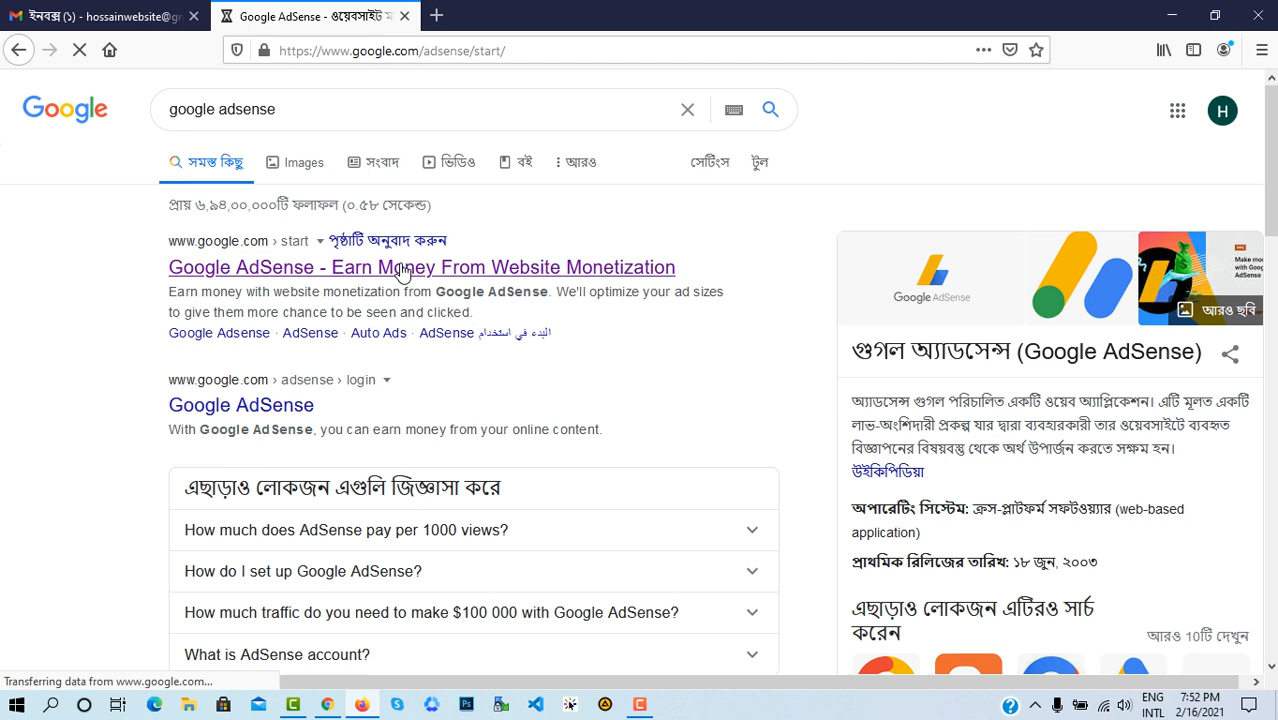 ইনবক্স (১) - hossainwebsite@gm
Google AdSense - ওয়েবসাইট ম
https://www.google.com/adsense/start/
Google
google adsense
H
সমস্ত কিছু
Images
সংবাদ
ভিডিও
বই
আরও
সেটিংস
টুল
প্রায় ৬,৯৪,০০,০০০টি ফলাফল (০.৫৮ সেকেন্ড)
www.google.com › start
পৃষ্ঠাটি অনুবাদ করুন
Google AdSense - Earn Money From Website Monetization
Earn money with website monetization from Google AdSense. We'll optimize your ad sizes
to give them more chance to be seen and clicked.
Google Adsense · AdSense · Auto Ads · AdSense البدء في استخدام
www.google.com › adsense › login
Google AdSense
With Google AdSense, you can earn money from your online content.
এছাড়াও লোকজন এগুলি জিজ্ঞাসা করে
How much does AdSense pay per 1000 views?
How do I set up Google AdSense?
How much traffic do you need to make $100 000 with Google AdSense?
What is AdSense account?
Google AdSense
Make mo
with Goog
AdSense
আরও ছবি
গুগল অ্যাডসেন্স (Google AdSense)
অ্যাডসেন্স গুগল পরিচালিত একটি ওয়েব অ্যাপ্লিকেশন। এটি মূলত একটি
লাভ-অংশিদারী প্রকল্প যার দ্বারা ব্যবহারকারী তার ওয়েবসাইটে ব্যবহৃত
বিজ্ঞাপনের বিষয়বস্তু থেকে অর্থ উপার্জন করতে সক্ষম হন।
উইকিপিডিয়া
অপারেটিং সিস্টেম: ক্রস-প্লাটফর্ম সফটওয়্যার (web-based
application)
প্রাথমিক রিলিজের তারিখ: ১৮ জুন, ২০০৩
এছাড়াও লোকজন এটিরও সার্চ
করেন
আরও 10টি দেখুন
Transferring data from www.google.com...
Ps
ENG
INTL
7:52 PM
2/16/2021